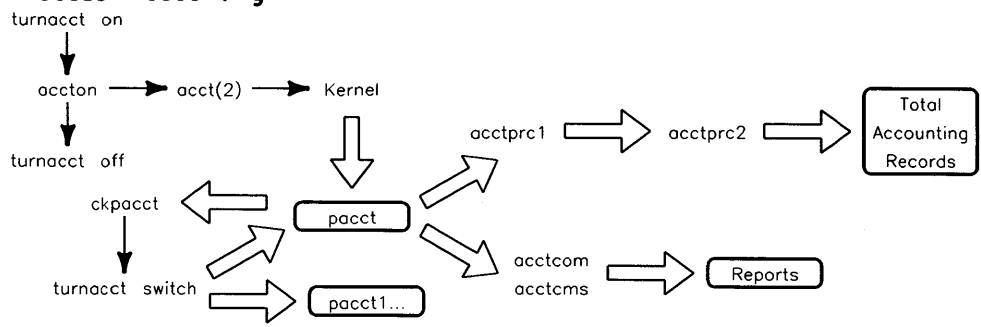 turnacct on
accton
acct(2)
Kernel
turnacct off
acctprc1
acctprc2
Total
Accounting
Records
ckpacct
pacct
turnacct switch
pacct1...
acctcom
acctcms
Reports